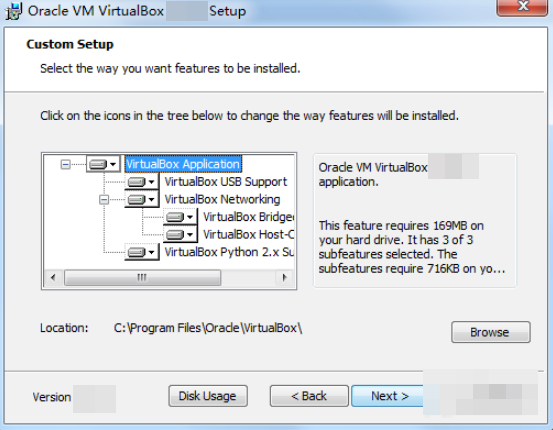 Oracle VM VirtualBox Setup
Custom Setup
Select the way you want features to be installed.
Click on the icons in the tree below to change the way features will be installed.
VirtualBox Application
VirtualBox USB Support
VirtualBox Networking
VirtualBox Bridge
VirtualBox Host-C
VirtualBox Python 2.x Su
Oracle VM VirtualBox
application.
This feature requires 169MB on
your hard drive. It has 3 of 3
subfeatures selected. The
subfeatures require 716KB on yo...
Location: C:\Program Files\Oracle\VirtualBox\
Browse
Version
Disk Usage
< Back
Next >